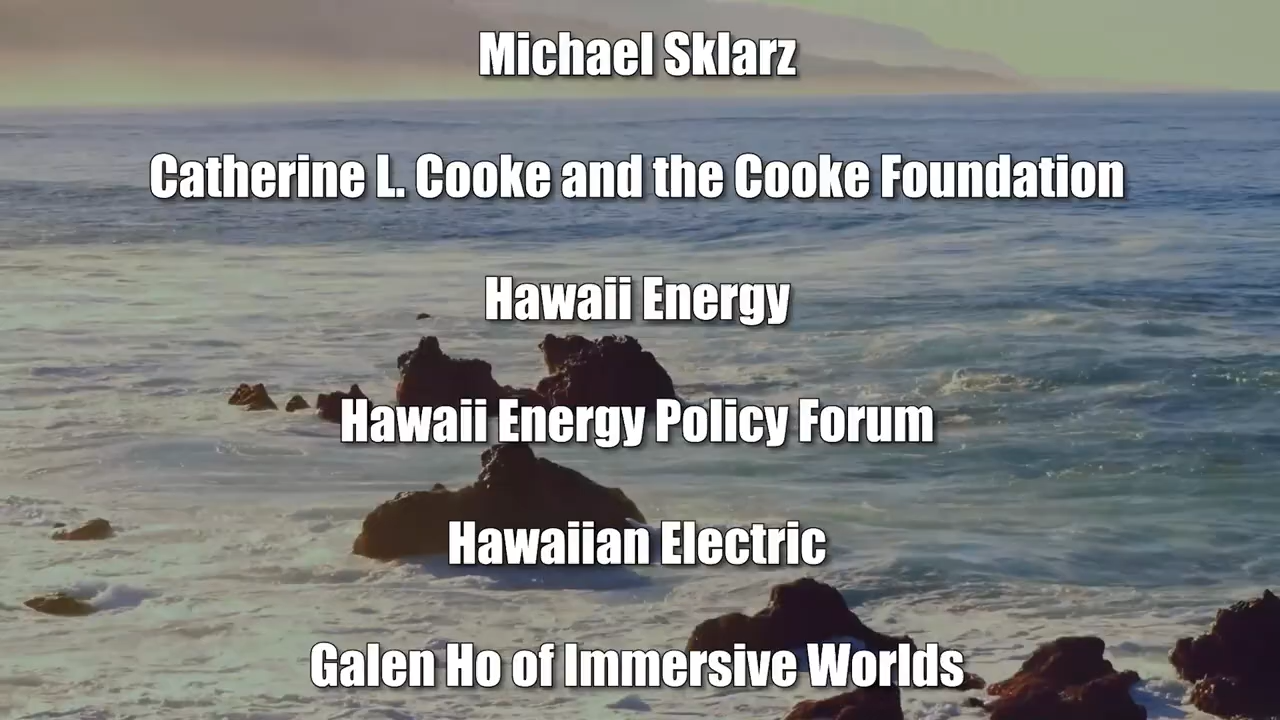 Michael Sklarz
Catherine L. Cooke and the Cooke Foundation
Hawaii Energy
Hawaii Energy Policy Forum
Hawaiian Electric
Galen Ho of Immersive Worlds